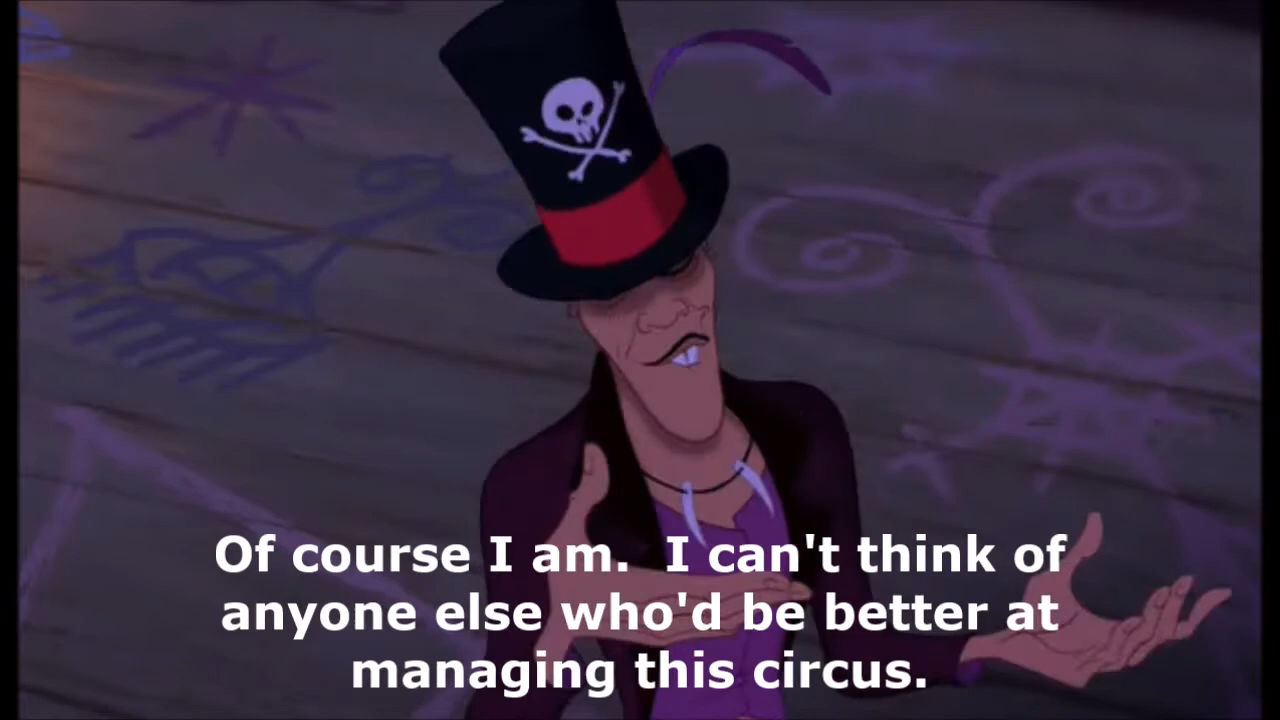 Of course I am.  I can't think of
anyone else who'd be better at
managing this circus.